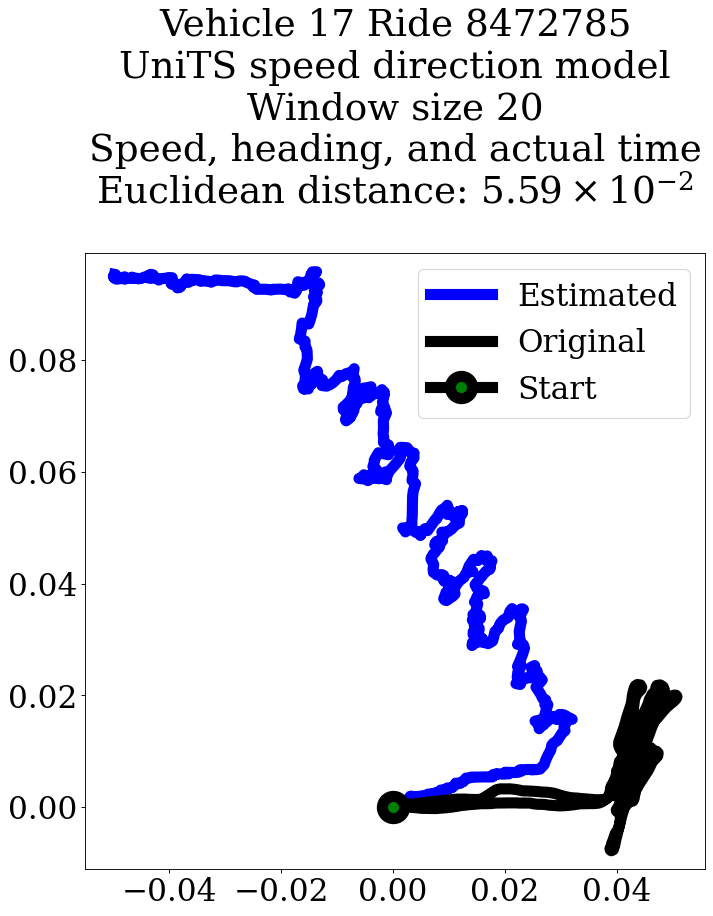 Vehicle 17 Ride 8472785
UniTS speed direction model
Window size 20
Speed, heading, and actual time
Euclidean distance: 5.59 × 10⁻²
Estimated
Original
Start
0.08
0.06
0.04
0.02
0.00
−0.04 −0.02 0.00 0.02 0.04